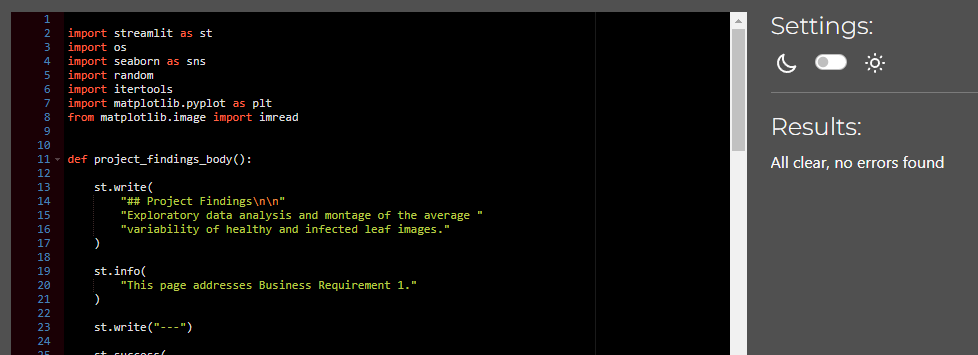 1
2 import streamlit as st
3 import os
4 import seaborn as sns
5 import random
6 import itertools
7 import matplotlib.pyplot as plt
8 from matplotlib.image import imread
9
10
11 def project_findings_body():
12
13     st.write(
14         "## Project Findings\n\n"
15         "Exploratory data analysis and montage of the average "
16         "variability of healthy and infected leaf images."
17     )
18
19     st.info(
20         "This page addresses Business Requirement 1."
21     )
22
23     st.write("---")
24
25     st.success(
Settings:
Results:
All clear, no errors found